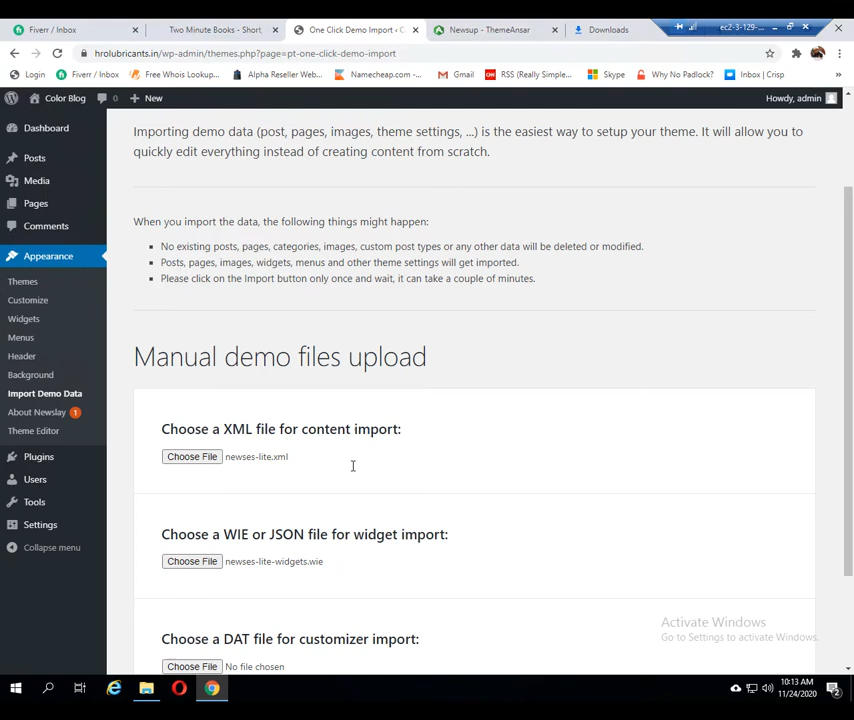 Fiverr / Inbox
Two Minute Books - Short,
One Click Demo Import ‹ C
Newsup - ThemeAnsar
Downloads
ec2-3-129-
hrolubricants.in/wp-admin/themes.php?page=pt-one-click-demo-import
Login
Fiverr / Inbox
Free Whois Lookup...
Alpha Reseller Web...
Namecheap.com -...
Gmail
RSS (Really Simple...
Skype
Why No Padlock?
Inbox | Crisp
Color Blog
0
New
Howdy, admin
Dashboard
Posts
Media
Pages
Comments
Appearance
Themes
Customize
Widgets
Menus
Header
Background
Import Demo Data
About Newslay 1
Theme Editor
Plugins
Users
Tools
Settings
Collapse menu
Importing demo data (post, pages, images, theme settings, ...) is the easiest way to setup your theme. It will allow you to
quickly edit everything instead of creating content from scratch.
When you import the data, the following things might happen:
No existing posts, pages, categories, images, custom post types or any other data will be deleted or modified.
Posts, pages, images, widgets, menus and other theme settings will get imported.
Please click on the Import button only once and wait, it can take a couple of minutes.
Manual demo files upload
Choose a XML file for content import:
Choose File newses-lite.xml
Choose a WIE or JSON file for widget import:
Choose File newses-lite-widgets.wie
Choose a DAT file for customizer import:
Choose File No file chosen
Activate Windows
Go to Settings to activate Windows.
10:13 AM
11/24/2020
2